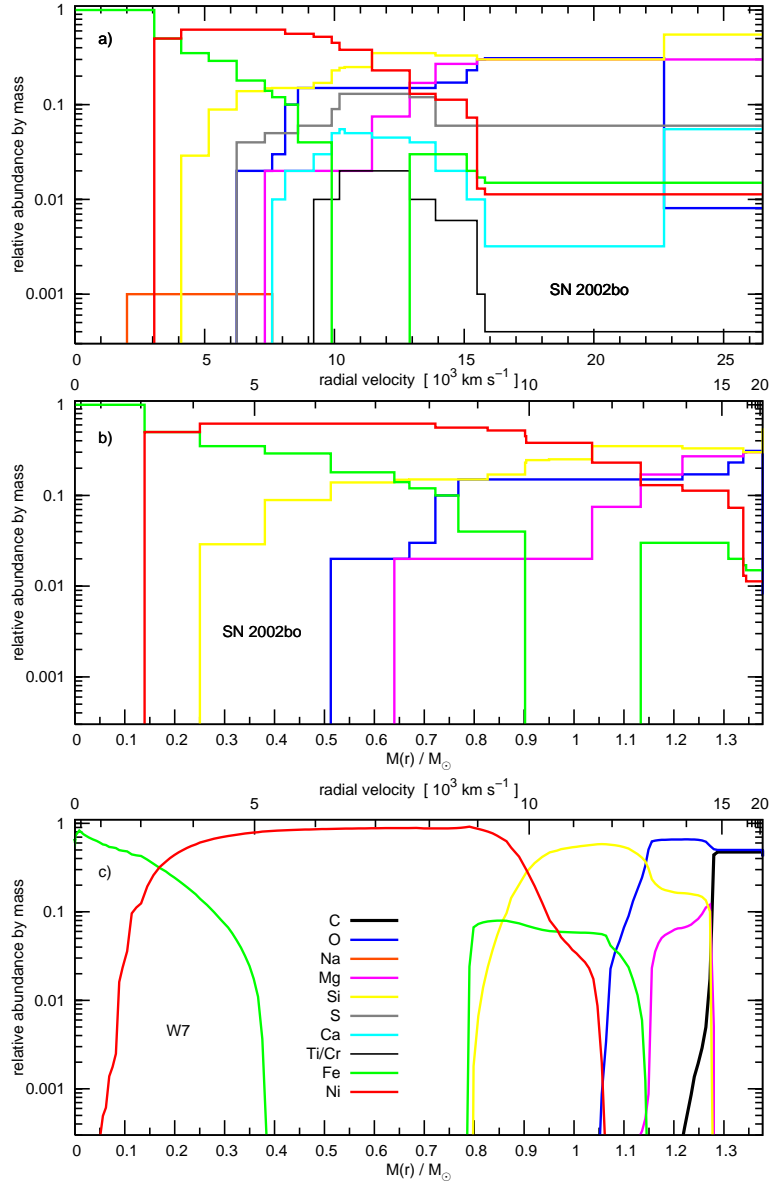 a)
relative abundance by mass
1
0.1
0.01
0.001
SN 2002bo
0 5 10 15 20 25
radial velocity [ 10³ km s⁻¹ ]
0 5 10 15 20
b)
relative abundance by mass
1
0.1
0.01
0.001
SN 2002bo
0 0.1 0.2 0.3 0.4 0.5 0.6 0.7 0.8 0.9 1 1.1 1.2 1.3
M(r) / M☉
radial velocity [ 10³ km s⁻¹ ]
0 5 10 15 20
c)
relative abundance by mass
1
0.1
0.01
0.001
W7
C
O
Na
Mg
Si
S
Ca
Ti/Cr
Fe
Ni
0 0.1 0.2 0.3 0.4 0.5 0.6 0.7 0.8 0.9 1 1.1 1.2 1.3
M(r) / M☉